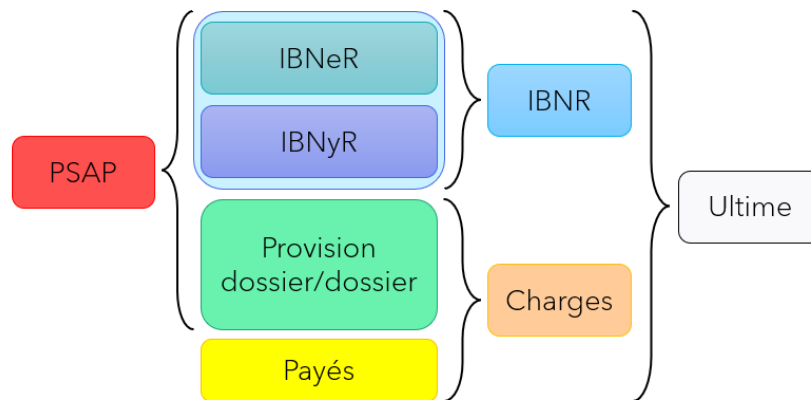 PSAP
IBNeR
IBNyR
Provision
dossier/dossier
Payés
IBNR
Charges
Ultime